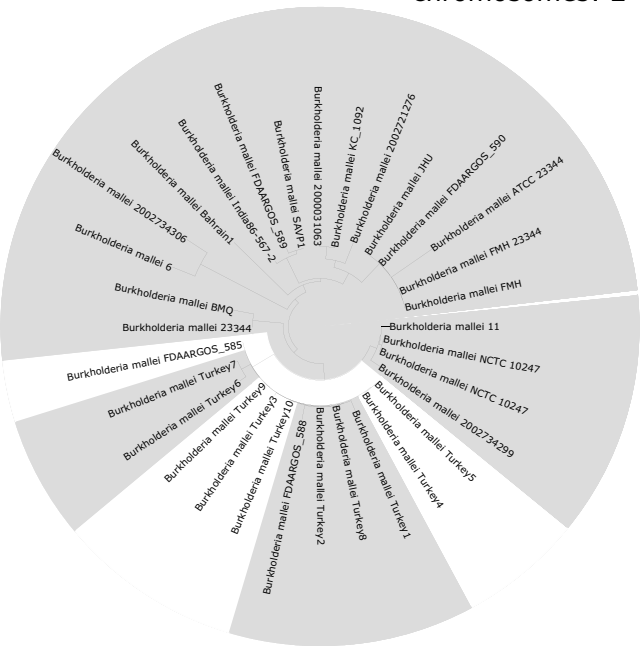 Burkholderia mallei 2000031063
Burkholderia mallei KC_1092
Burkholderia mallei 2002721276
Burkholderia mallei JHU
Burkholderia mallei FDAARGOS_590
Burkholderia mallei ATCC 23344
Burkholderia mallei FMH 23344
Burkholderia mallei FMH
Burkholderia mallei 11
Burkholderia mallei NCTC 10247
Burkholderia mallei NCTC 10247
Burkholderia mallei 2002734299
Burkholderia mallei Turkey5
Burkholderia mallei Turkey4
Burkholderia mallei Turkey1
Burkholderia mallei Turkey8
Burkholderia mallei Turkey2
Burkholderia mallei FDAARGOS_588
Burkholderia mallei Turkey10
Burkholderia mallei Turkey3
Burkholderia mallei Turkey9
Burkholderia mallei Turkey6
Burkholderia mallei Turkey7
Burkholderia mallei FDAARGOS_585
Burkholderia mallei 23344
Burkholderia mallei BMQ
Burkholderia mallei 6
Burkholderia mallei 2002734306
Burkholderia mallei Bahrain1
Burkholderia mallei India86-567-2
Burkholderia mallei FDAARGOS_589
Burkholderia mallei SAVP1